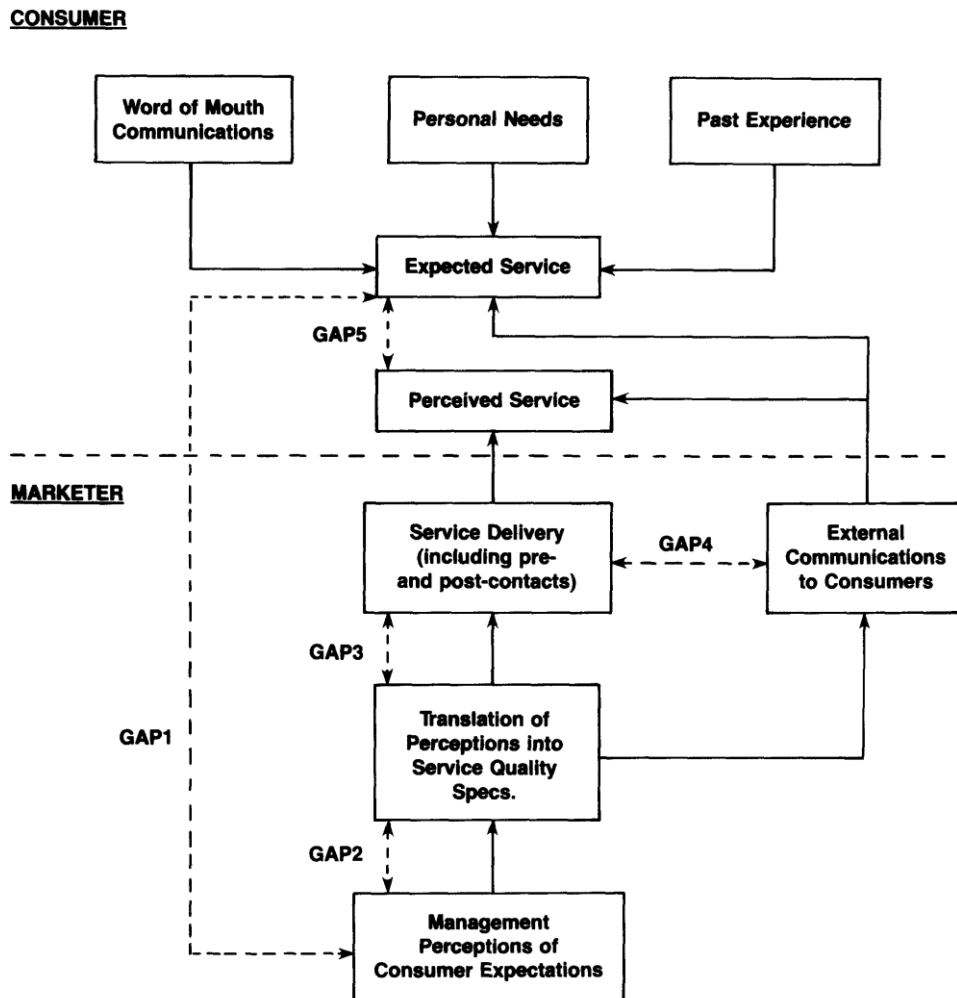 CONSUMER
Word of Mouth
Communications
Personal Needs
Past Experience
Expected Service
GAP5
Perceived Service
MARKETER
Service Delivery
(including pre-
and post-contacts)
GAP4
External
Communications
to Consumers
GAP3
Translation of
Perceptions into
Service Quality
Specs.
GAP1
GAP2
Management
Perceptions of
Consumer Expectations